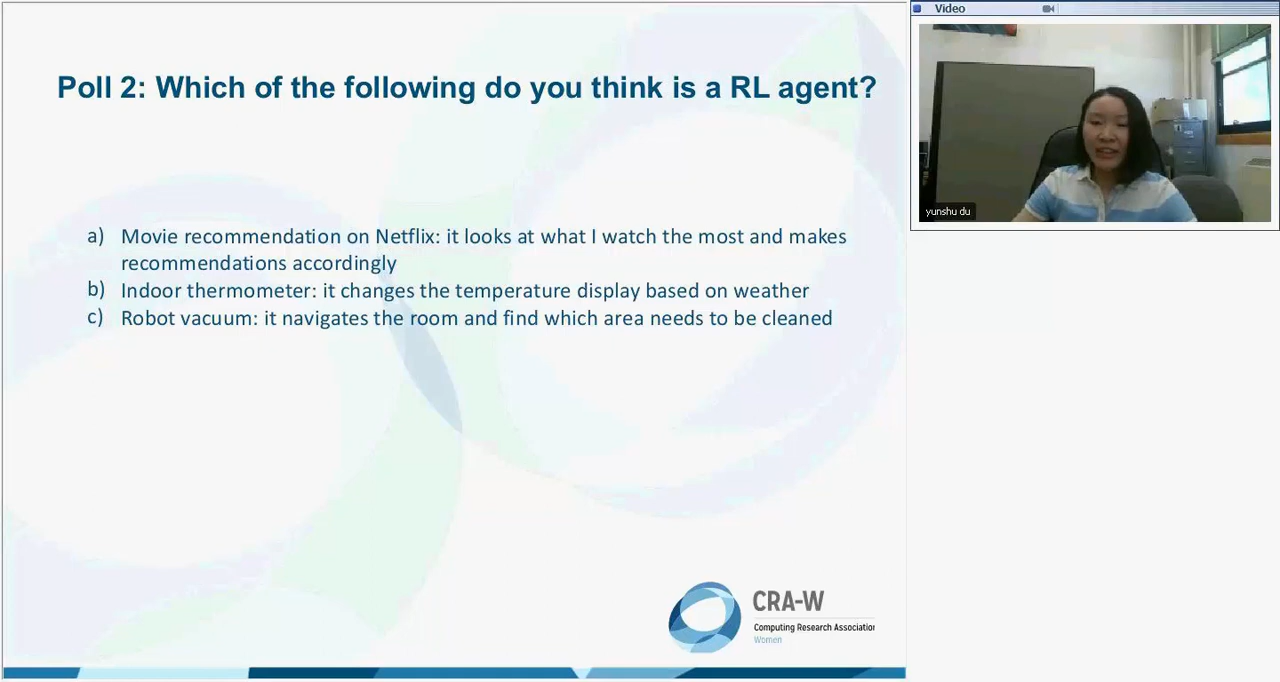 Poll 2: Which of the following do you think is a RL agent?
a) Movie recommendation on Netflix: it looks at what I watch the most and makes
recommendations accordingly
b) Indoor thermometer: it changes the temperature display based on weather
c) Robot vacuum: it navigates the room and find which area needs to be cleaned
CRA-W
Computing Research Association
Women
Video
yunshu du